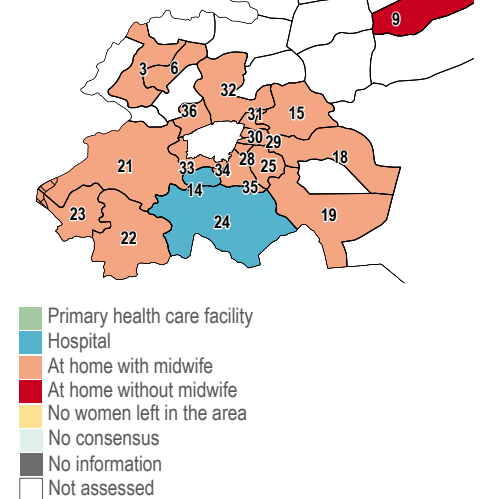 9
3 6
32
36 31 15
30 29
21 33 34 28 25 18
14 35
23 24 19
22
Primary health care facility
Hospital
At home with midwife
At home without midwife
No women left in the area
No consensus
No information
Not assessed